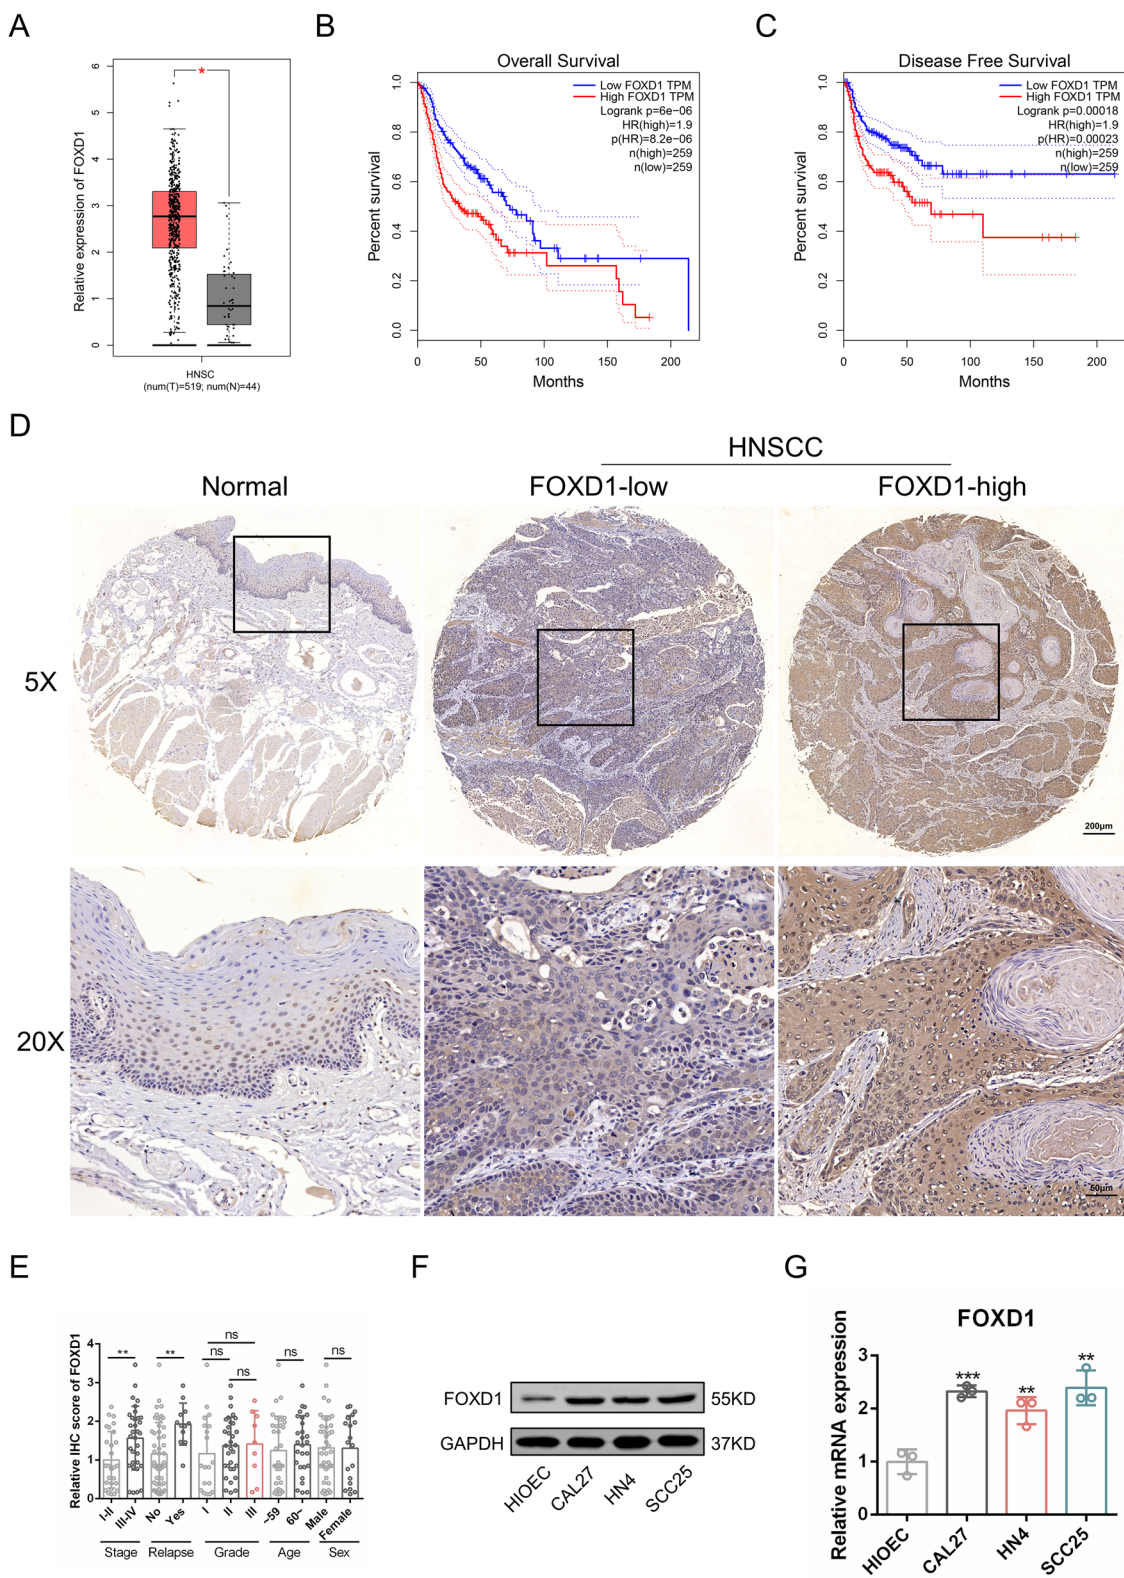 A
Relative expression of FOXD1
6
5
4
3
2
1
0
*
HNSC
(num(T)=519; num(N)=44)
B
Overall Survival
Low FOXD1 TPM
High FOXD1 TPM
Logrank p=6e−06
HR(high)=1.9
p(HR)=8.2e−06
n(high)=259
n(low)=259
Percent survival
1.0
0.8
0.6
0.4
0.2
0.0
0 50 100 150 200
Months
C
Disease Free Survival
Low FOXD1 TPM
High FOXD1 TPM
Logrank p=0.00018
HR(high)=1.9
p(HR)=0.00023
n(high)=259
n(low)=259
Percent survival
1.0
0.8
0.6
0.4
0.2
0.0
0 50 100 150 200
Months
D
HNSCC
Normal FOXD1-low FOXD1-high
5X
200μm
20X
50μm
E
Relative IHC score of FOXD1
4
3
2
1
0
** ** ns ns ns ns ns
I-II III-IV No Yes I II III ~59 60~ Male Female
Stage Relapse Grade Age Sex
F
FOXD1 55KD
GAPDH 37KD
HIOEC CAL27 HN4 SCC25
G
FOXD1
Relative mRNA expression
3
2
1
0
*** ** **
HIOEC CAL27 HN4 SCC25